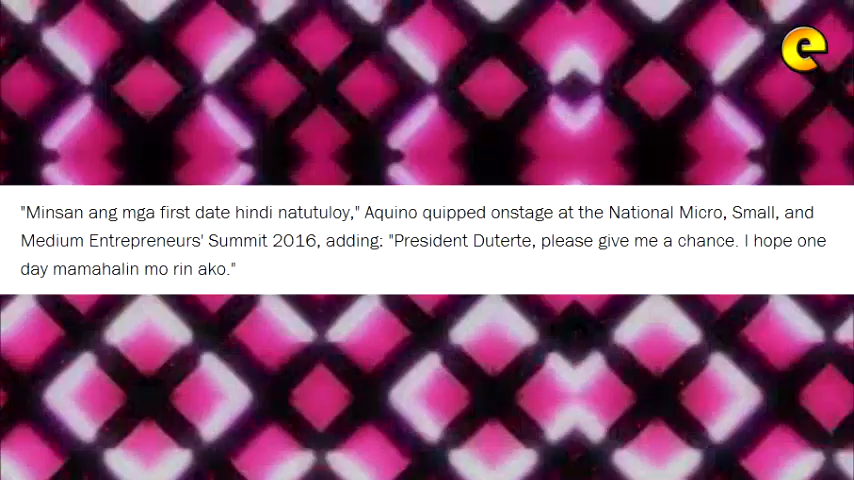 e
"Minsan ang mga first date hindi natutuloy," Aquino quipped onstage at the National Micro, Small, and
Medium Entrepreneurs' Summit 2016, adding: "President Duterte, please give me a chance. I hope one
day mamahalin mo rin ako."